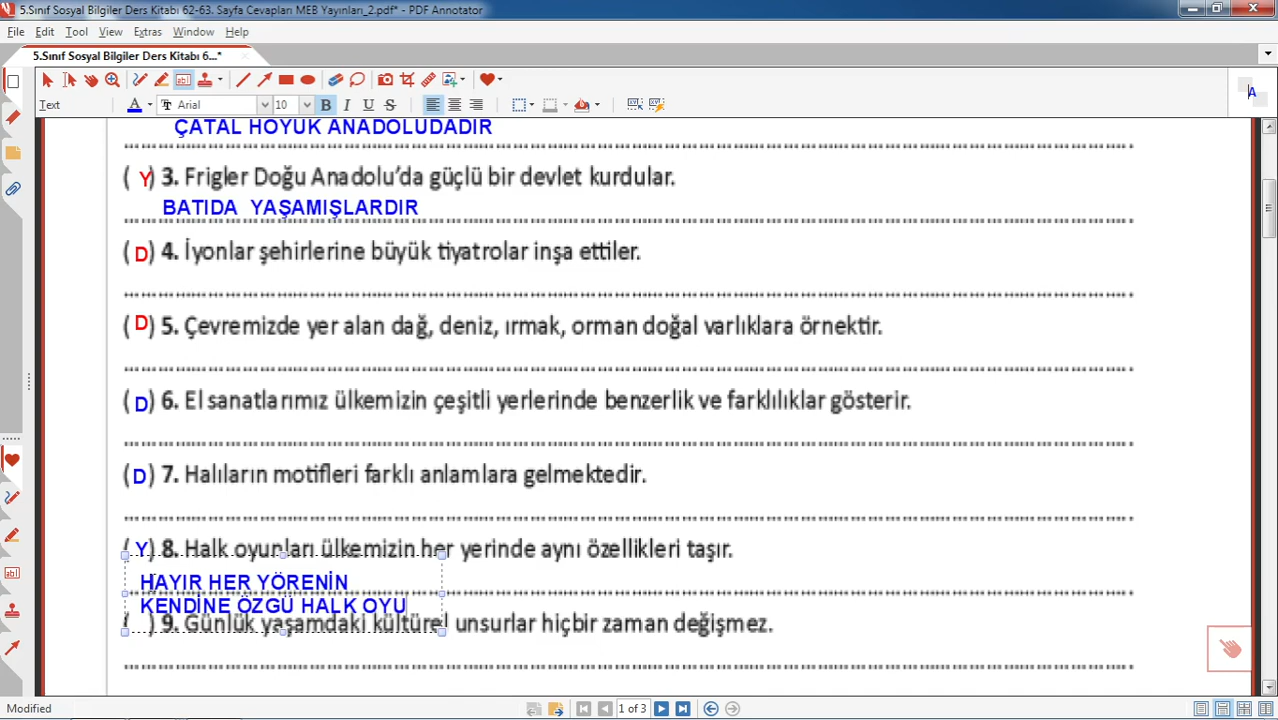 5.Sınıf Sosyal Bilgiler Ders Kitabı 62-63. Sayfa Cevapları MEB Yayınları_2.pdf* - PDF Annotator
File Edit Tool View Extras Window Help
5.Sınıf Sosyal Bilgiler Ders Kitabı 6...*
Text Arial 10 B I U S
ÇATAL HOYUK ANADOLUDADIR
( Y) 3. Frigler Doğu Anadolu’da güçlü bir devlet kurdular.
BATIDA YAŞAMIŞLARDIR
( D) 4. İyonlar şehirlerine büyük tiyatrolar inşa ettiler.
( D) 5. Çevremizde yer alan dağ, deniz, ırmak, orman doğal varlıklara örnektir.
( D) 6. El sanatlarımız ülkemizin çeşitli yerlerinde benzerlik ve farklılıklar gösterir.
( D) 7. Halıların motifleri farklı anlamlara gelmektedir.
( Y) 8. Halk oyunları ülkemizin her yerinde aynı özellikleri taşır.
HAYIR HER YÖRENİN
KENDİNE ÖZGÜ HALK OYU
( ) 9. Günlük yaşamdaki kültürel unsurlar hiçbir zaman değişmez.
Modified 1 of 3